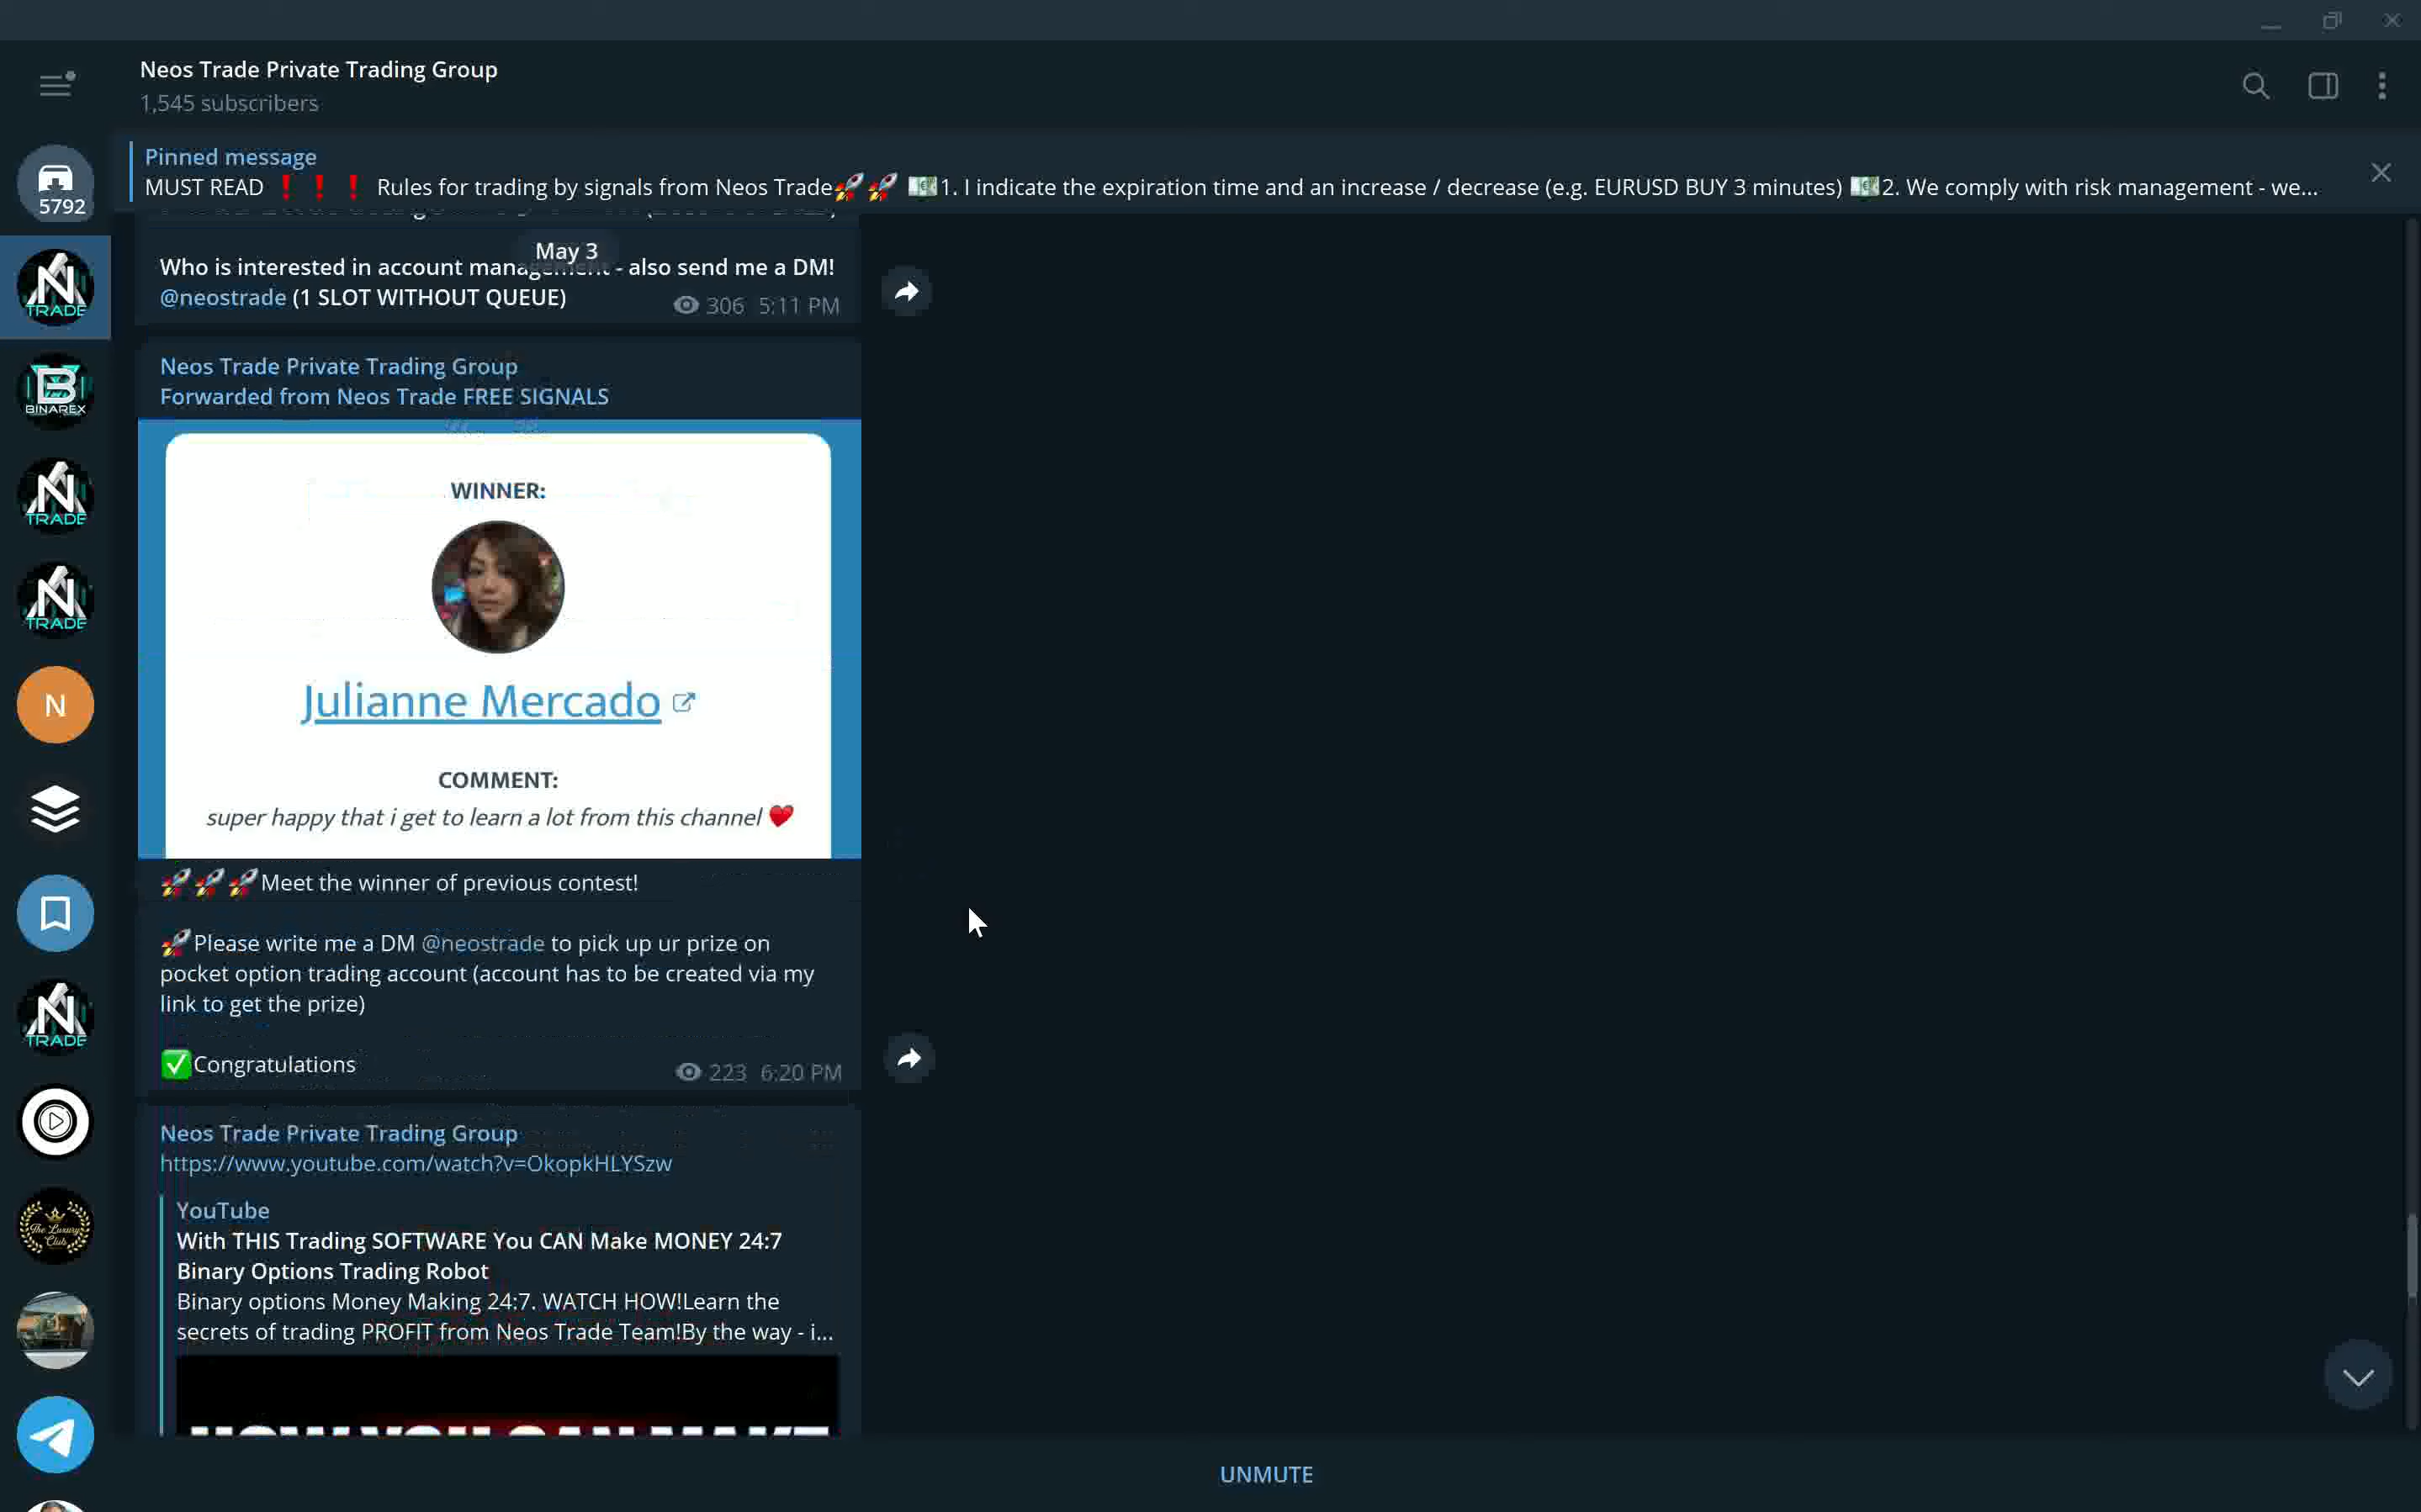 Neos Trade Private Trading Group
1,545 subscribers
Pinned message
MUST READ ❗ ❗ ❗ Rules for trading by signals from Neos Trade🚀🚀 💵1. I indicate the expiration time and an increase / decrease (e.g. EURUSD BUY 3 minutes) 💵2. We comply with risk management - we...
5792
May 3
Who is interested in account management - also send me a DM!
@neostrade (1 SLOT WITHOUT QUEUE)
306 5:11 PM
TRADE
BINAREX
TRADE
TRADE
N
TRADE
The Luxury Club
Neos Trade Private Trading Group
Forwarded from Neos Trade FREE SIGNALS
WINNER:
Julianne Mercado
COMMENT:
super happy that i get to learn a lot from this channel ❤️
🚀🚀🚀Meet the winner of previous contest!
🚀Please write me a DM @neostrade to pick up ur prize on
pocket option trading account (account has to be created via my
link to get the prize)
✅Congratulations
223 6:20 PM
Neos Trade Private Trading Group
https://www.youtube.com/watch?v=OkopkHLYSzw
YouTube
With THIS Trading SOFTWARE You CAN Make MONEY 24:7
Binary Options Trading Robot
Binary options Money Making 24:7. WATCH HOW!Learn the
secrets of trading PROFIT from Neos Trade Team!By the way - i...
HOW YOU CAN MAKE
UNMUTE